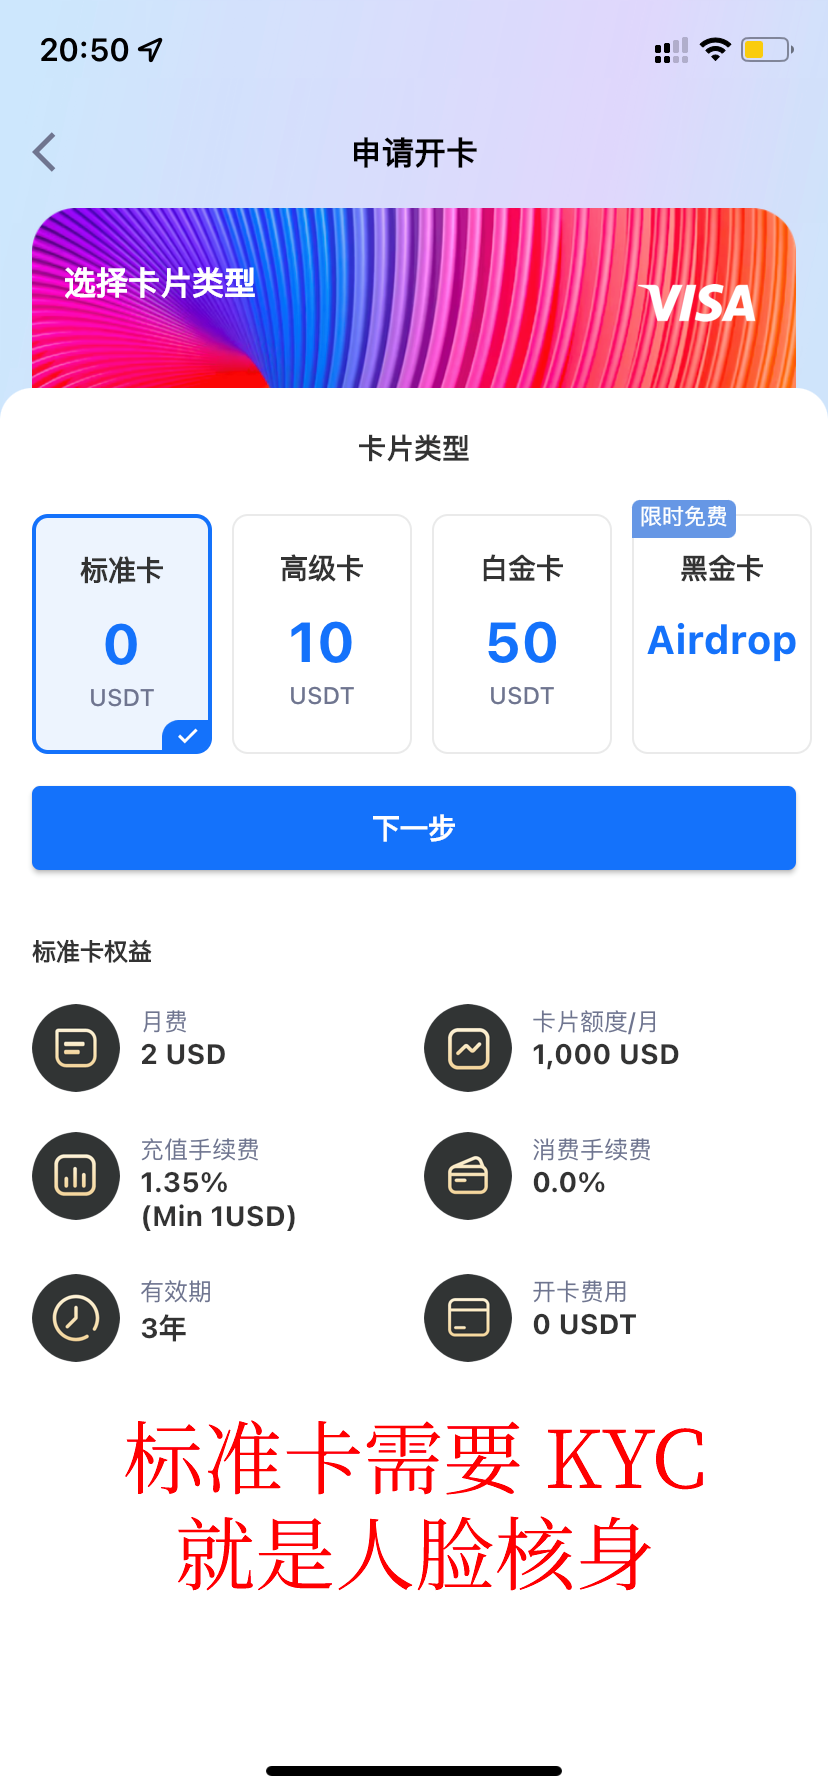 20:50
申请开卡
选择卡片类型
VISA
卡片类型
限时免费
标准卡
高级卡
白金卡
黑金卡
0
10
50
Airdrop
USDT
USDT
USDT
下一步
标准卡权益
月费
2 USD
卡片额度/月
1,000 USD
充值手续费
1.35%
(Min 1USD)
消费手续费
0.0%
有效期
3年
开卡费用
0 USDT
标准卡需要 KYC
就是人脸核身